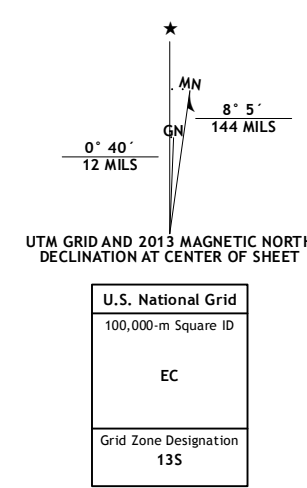 ★
MN
8° 5´
144 MILS
GN
0° 40´
12 MILS
UTM GRID AND 2013 MAGNETIC NORTH
DECLINATION AT CENTER OF SHEET
U.S. National Grid
100,000-m Square ID
EC
Grid Zone Designation
13S